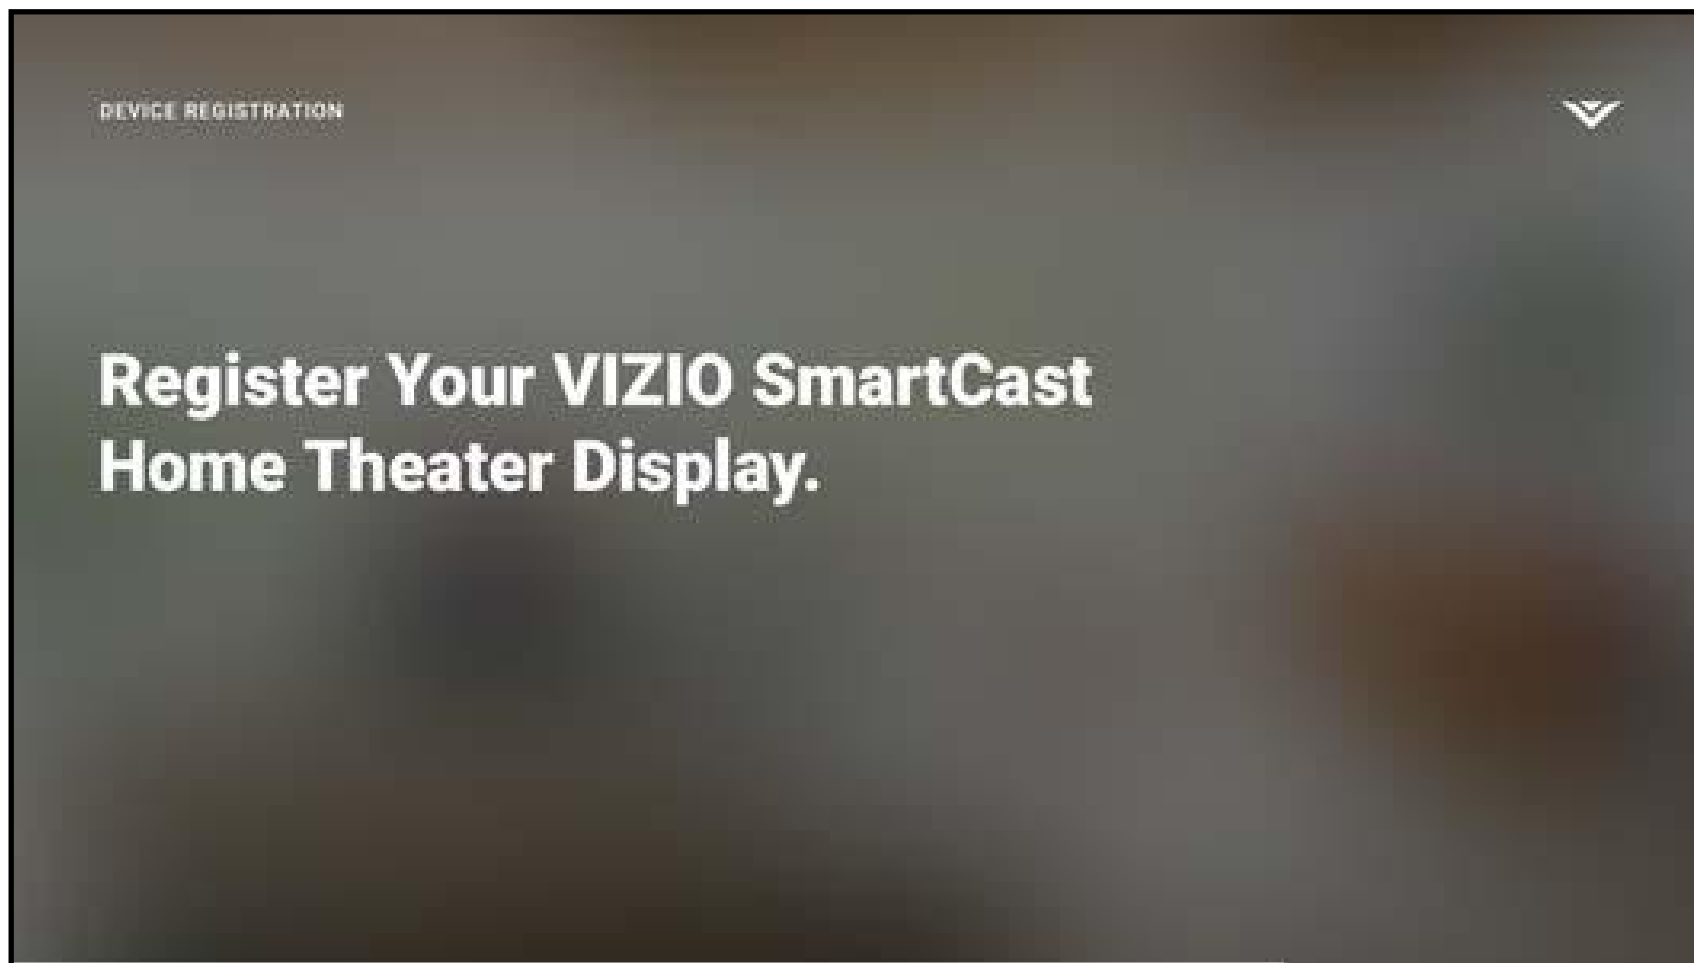 DEVICE REGISTRATION
Register Your VIZIO SmartCast
Home Theater Display.